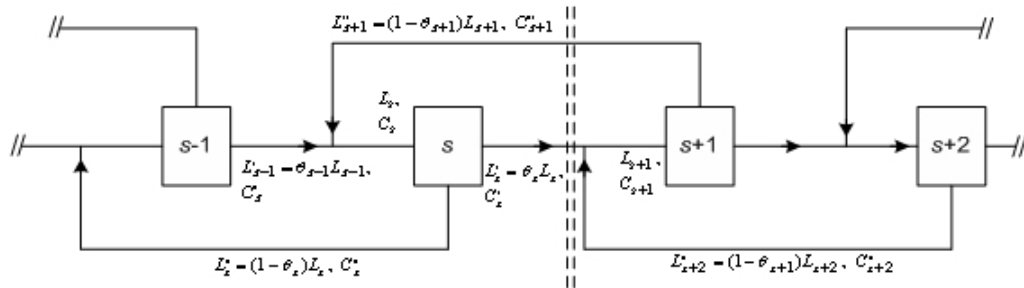 L″ₛ₊₁ = (1-θₛ₊₁)Lₛ₊₁, C″ₛ₊₁
Lₛ,
Cₛ
s-1
s
s+1
s+2
L'ₛ₋₁ = θₛ₋₁Lₛ₋₁,
C'ₛ
L'ₛ = θₛLₛ,
C'ₛ
Lₛ₊₁,
Cₛ₊₁
L″ₛ = (1-θₛ)Lₛ, C″ₛ
L″ₛ₊₂ = (1-θₛ₊₁)Lₛ₊₂, C″ₛ₊₂